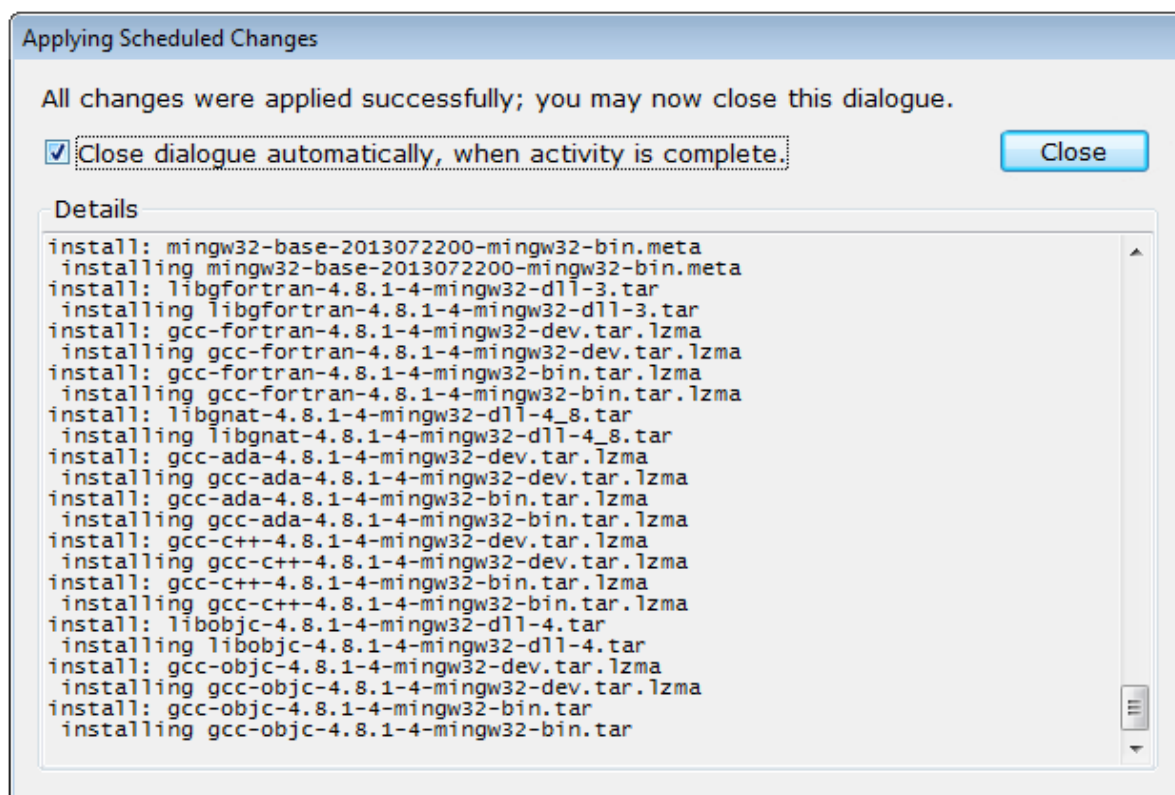 Applying Scheduled Changes
All changes were applied successfully; you may now close this dialogue.
Close dialogue automatically, when activity is complete.
Close
Details
install: mingw32-base-2013072200-mingw32-bin.meta
installing mingw32-base-2013072200-mingw32-bin.meta
install: libgfortran-4.8.1-4-mingw32-dll-3.tar
installing libgfortran-4.8.1-4-mingw32-dll-3.tar
install: gcc-fortran-4.8.1-4-mingw32-dev.tar.lzma
installing gcc-fortran-4.8.1-4-mingw32-dev.tar.lzma
install: gcc-fortran-4.8.1-4-mingw32-bin.tar.lzma
installing gcc-fortran-4.8.1-4-mingw32-bin.tar.lzma
install: libgnat-4.8.1-4-mingw32-dll-4_8.tar
installing libgnat-4.8.1-4-mingw32-dll-4_8.tar
install: gcc-ada-4.8.1-4-mingw32-dev.tar.lzma
installing gcc-ada-4.8.1-4-mingw32-dev.tar.lzma
install: gcc-ada-4.8.1-4-mingw32-bin.tar.lzma
installing gcc-ada-4.8.1-4-mingw32-bin.tar.lzma
install: gcc-c++-4.8.1-4-mingw32-dev.tar.lzma
installing gcc-c++-4.8.1-4-mingw32-dev.tar.lzma
install: gcc-c++-4.8.1-4-mingw32-bin.tar.lzma
installing gcc-c++-4.8.1-4-mingw32-bin.tar.lzma
install: libobjc-4.8.1-4-mingw32-dll-4.tar
installing libobjc-4.8.1-4-mingw32-dll-4.tar
install: gcc-objc-4.8.1-4-mingw32-dev.tar.lzma
installing gcc-objc-4.8.1-4-mingw32-dev.tar.lzma
install: gcc-objc-4.8.1-4-mingw32-bin.tar
installing gcc-objc-4.8.1-4-mingw32-bin.tar